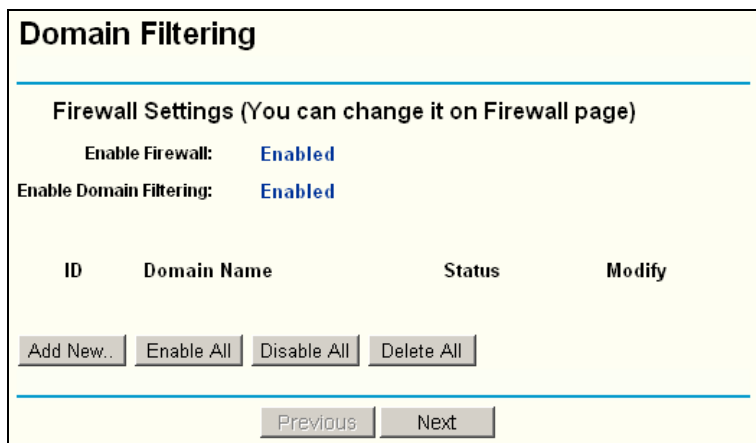 Domain Filtering
Firewall Settings (You can change it on Firewall page)
Enable Firewall: Enabled
Enable Domain Filtering: Enabled
ID Domain Name Status Modify
Add New.. Enable All Disable All Delete All
Previous Next